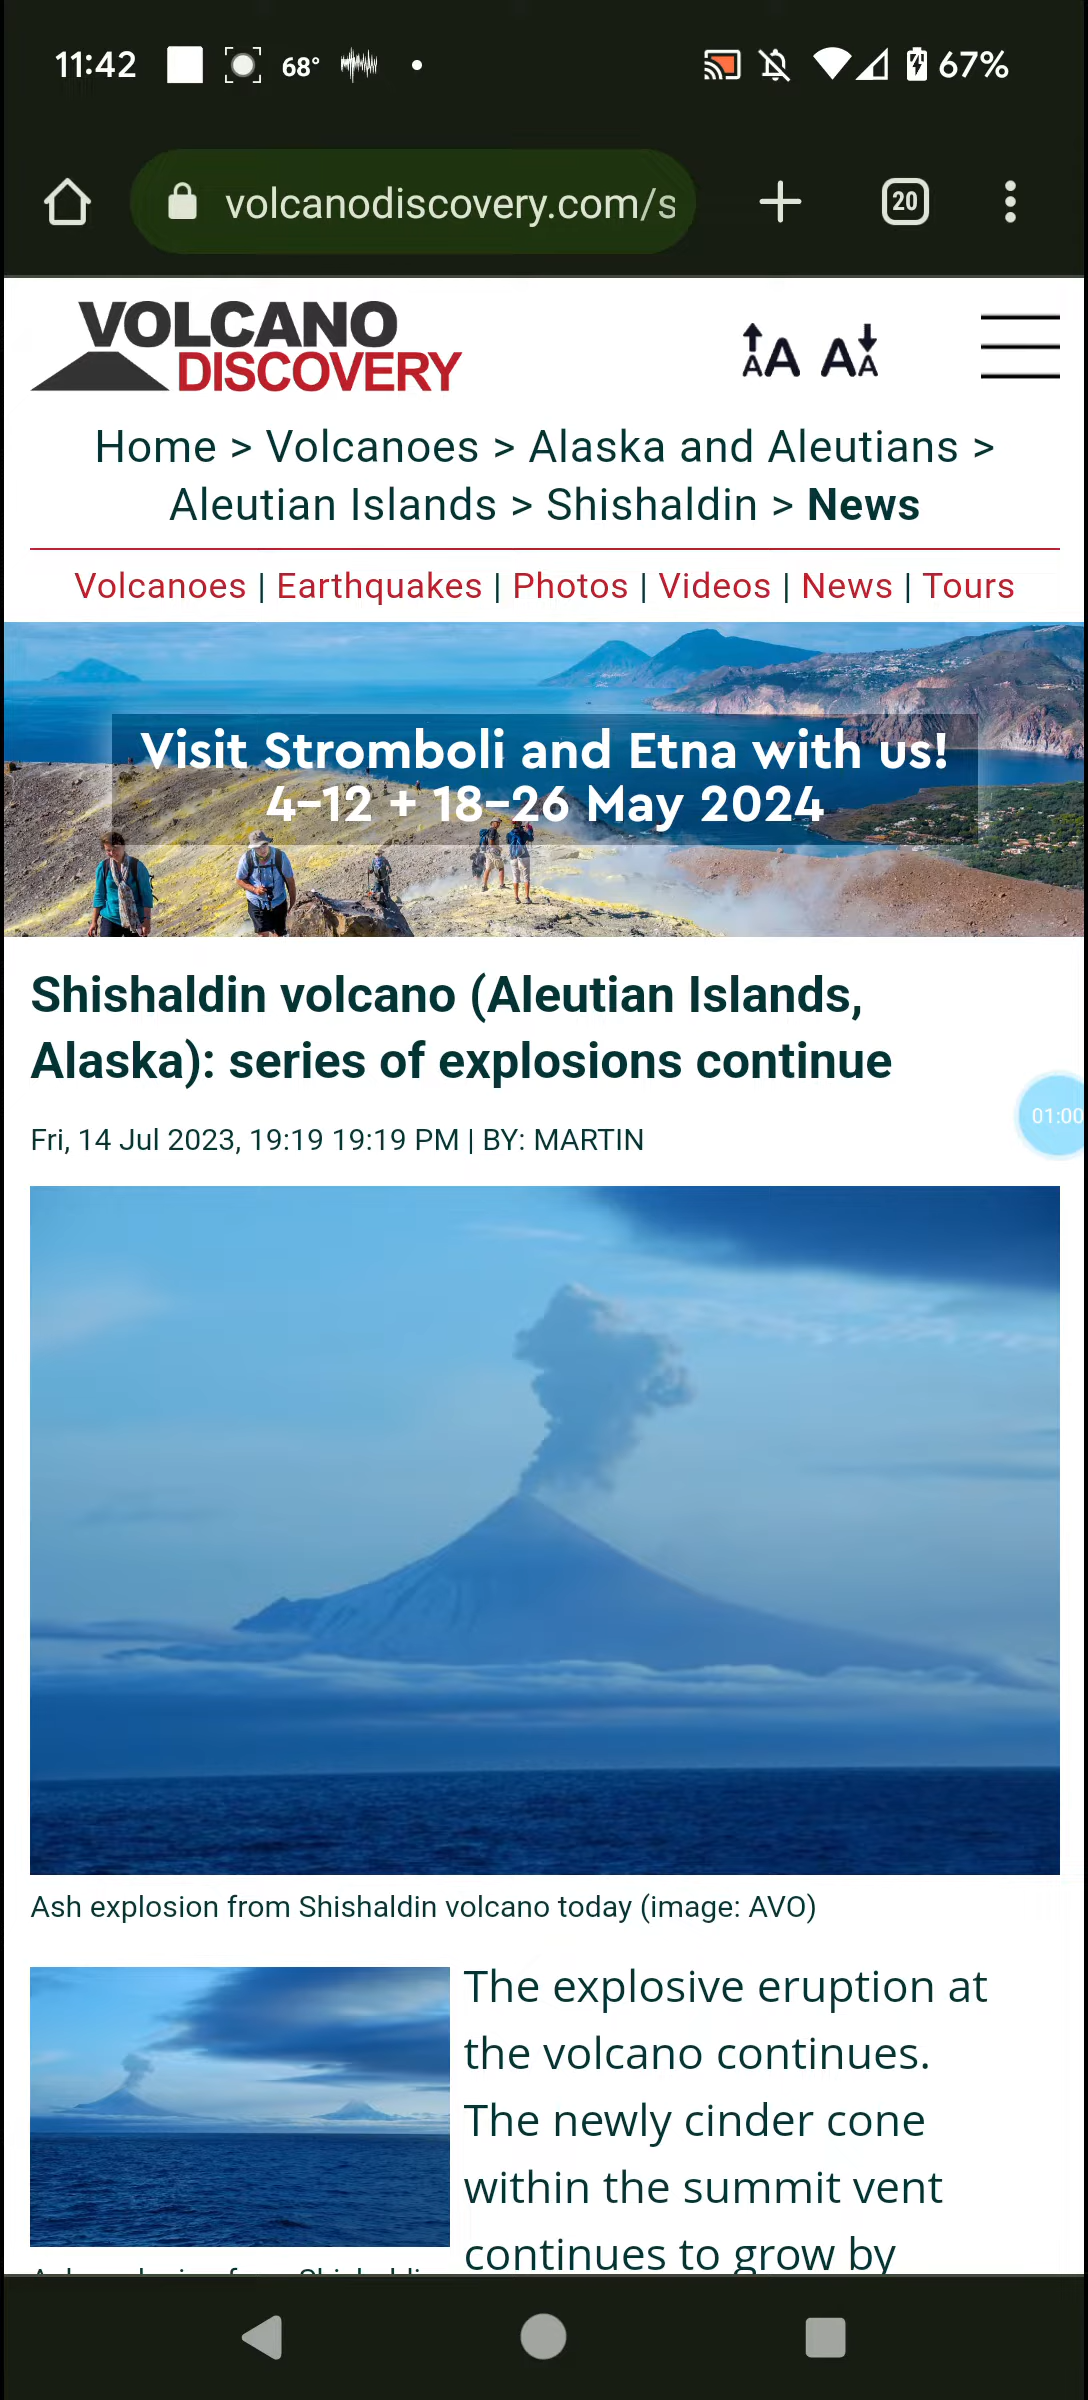 11:42 68° 67%
volcanodiscovery.com/s 20
VOLCANO
DISCOVERY
AA AA
Home > Volcanoes > Alaska and Aleutians >
Aleutian Islands > Shishaldin > News
Volcanoes | Earthquakes | Photos | Videos | News | Tours
Visit Stromboli and Etna with us!
4–12 + 18–26 May 2024
Shishaldin volcano (Aleutian Islands,
Alaska): series of explosions continue
01:00
Fri, 14 Jul 2023, 19:19 19:19 PM | BY: MARTIN
Ash explosion from Shishaldin volcano today (image: AVO)
The explosive eruption at
the volcano continues.
The newly cinder cone
within the summit vent
continues to grow by